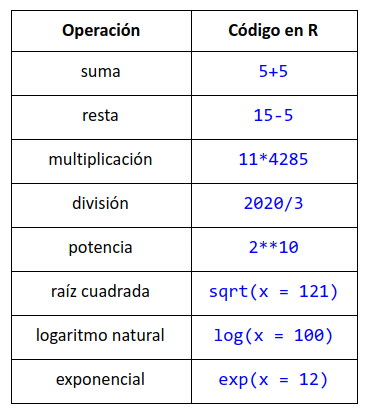 Operación Código en R
suma 5+5
resta 15-5
multiplicación 11*4285
división 2020/3
potencia 2**10
raíz cuadrada sqrt(x = 121)
logaritmo natural log(x = 100)
exponencial exp(x = 12)